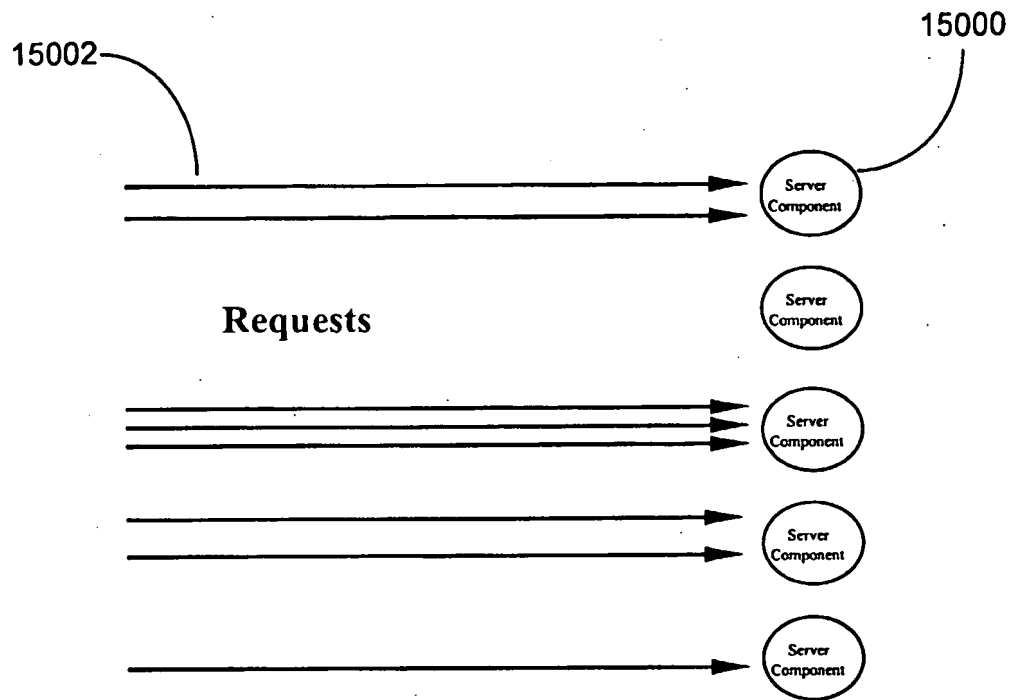 15000
15002
Server
Component
Server
Component
Requests
Server
Component
Server
Component
Server
Component